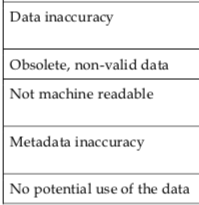 Data inaccuracy
Obsolete, non-valid data
Not machine readable
Metadata inaccuracy
No potential use of the data